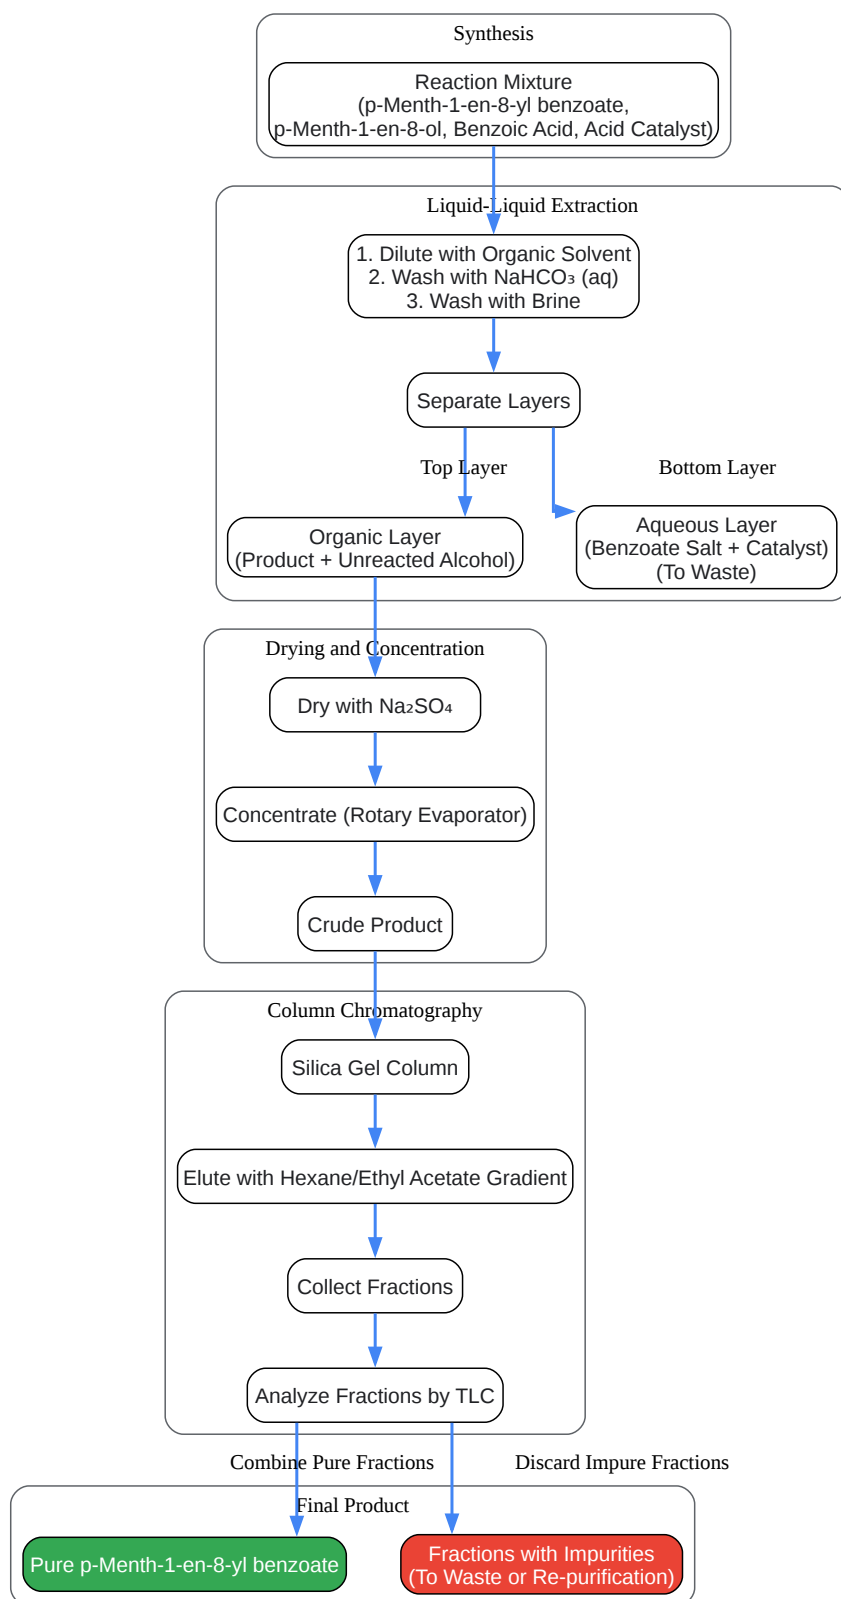 Synthesis
Reaction Mixture
(p-Menth-1-en-8-yl benzoate,
p-Menth-1-en-8-ol, Benzoic Acid, Acid Catalyst)
Liquid-Liquid Extraction
1. Dilute with Organic Solvent
2. Wash with NaHCO₃ (aq)
3. Wash with Brine
Separate Layers
Top Layer
Bottom Layer
Organic Layer
(Product + Unreacted Alcohol)
Aqueous Layer
(Benzoate Salt + Catalyst)
(To Waste)
Drying and Concentration
Dry with Na₂SO₄
Concentrate (Rotary Evaporator)
Crude Product
Column Chromatography
Silica Gel Column
Elute with Hexane/Ethyl Acetate Gradient
Collect Fractions
Analyze Fractions by TLC
Combine Pure Fractions
Discard Impure Fractions
Final Product
Pure p-Menth-1-en-8-yl benzoate
Fractions with Impurities
(To Waste or Re-purification)